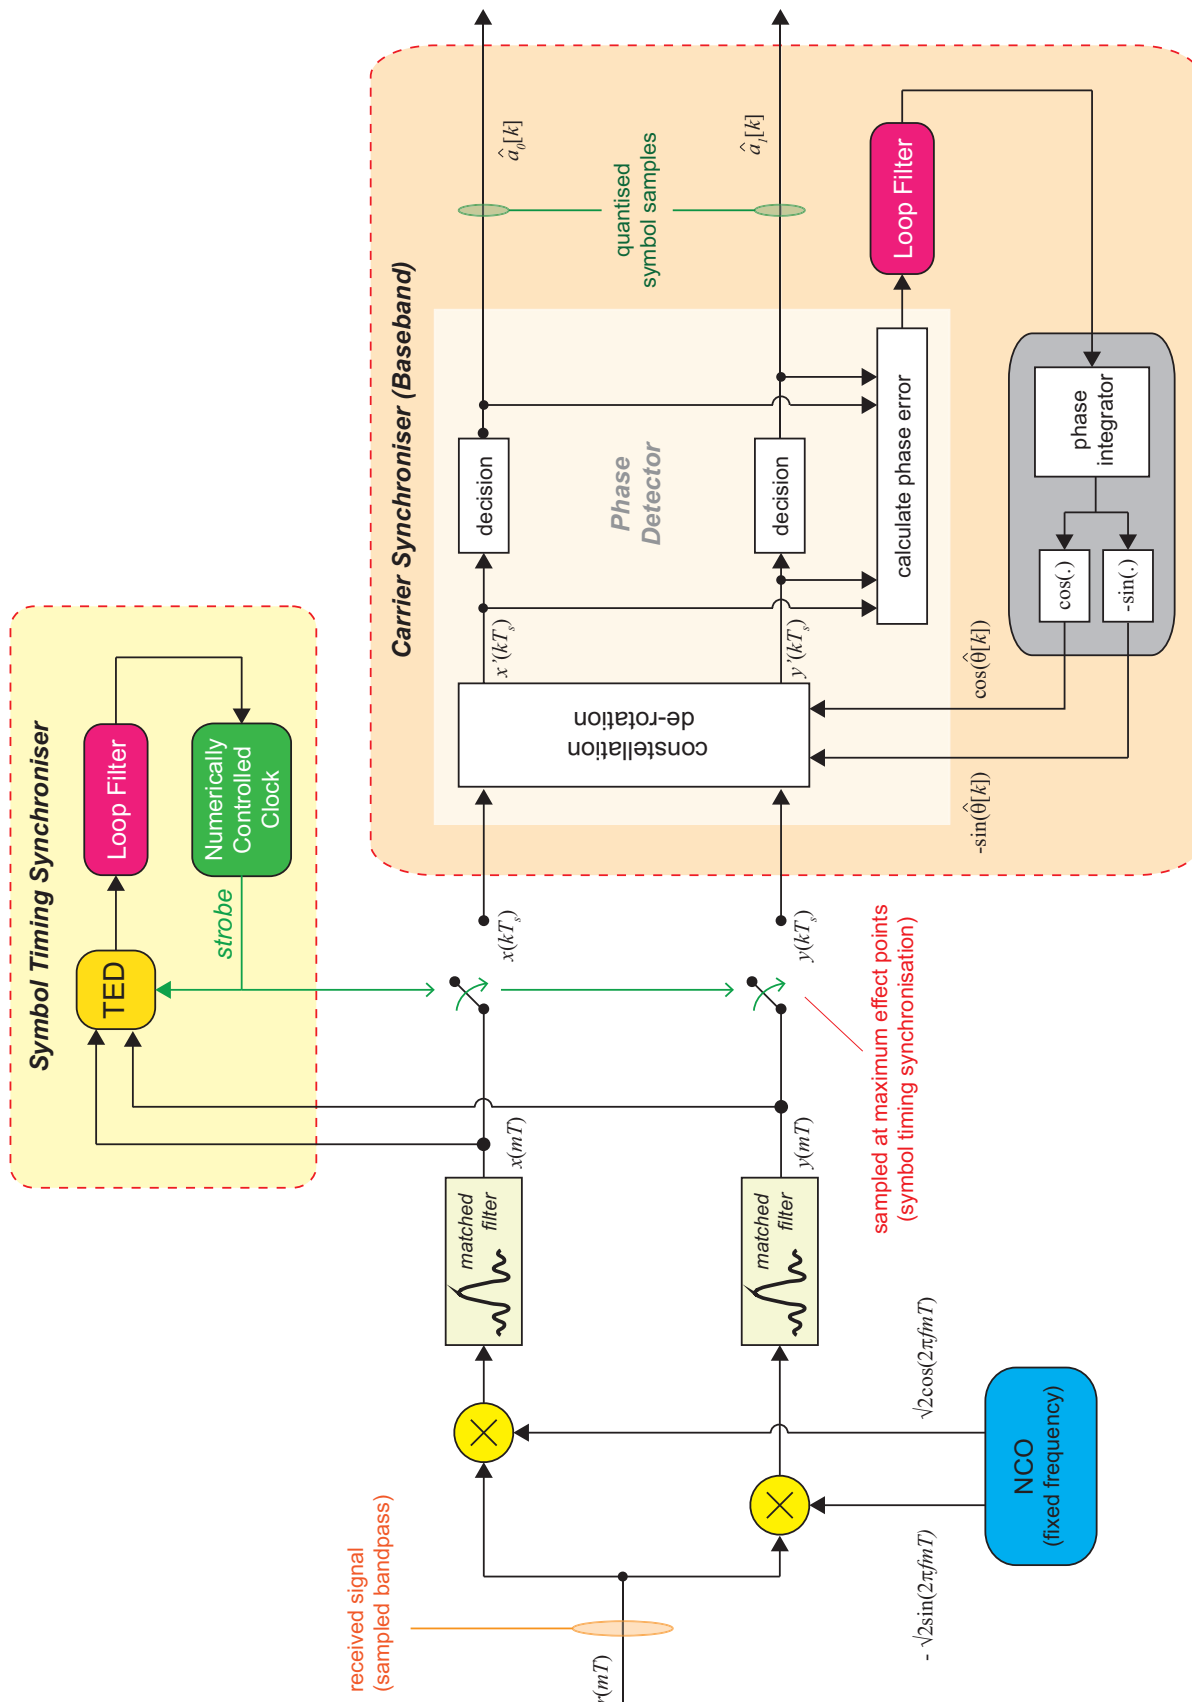 received signal
(sampled bandpass)
r(mT)
√2cos(2πfmT)
- √2sin(2πfmT)
NCO
(fixed frequency)
matched
filter
x(mT)
matched
filter
y(mT)
Symbol Timing Synchroniser
TED
Loop Filter
Numerically
Controlled
Clock
strobe
x(kTₛ)
y(kTₛ)
sampled at maximum effect points
(symbol timing synchronisation)
Carrier Synchroniser (Baseband)
constellation
de-rotation
x’(kTₛ)
y’(kTₛ)
decision
decision
Phase
Detector
calculate phase error
quantised
symbol samples
â₀[k]
â₁[k]
Loop Filter
phase
integrator
cos(.)
-sin(.)
cos(θ̂[k])
-sin(θ̂[k])